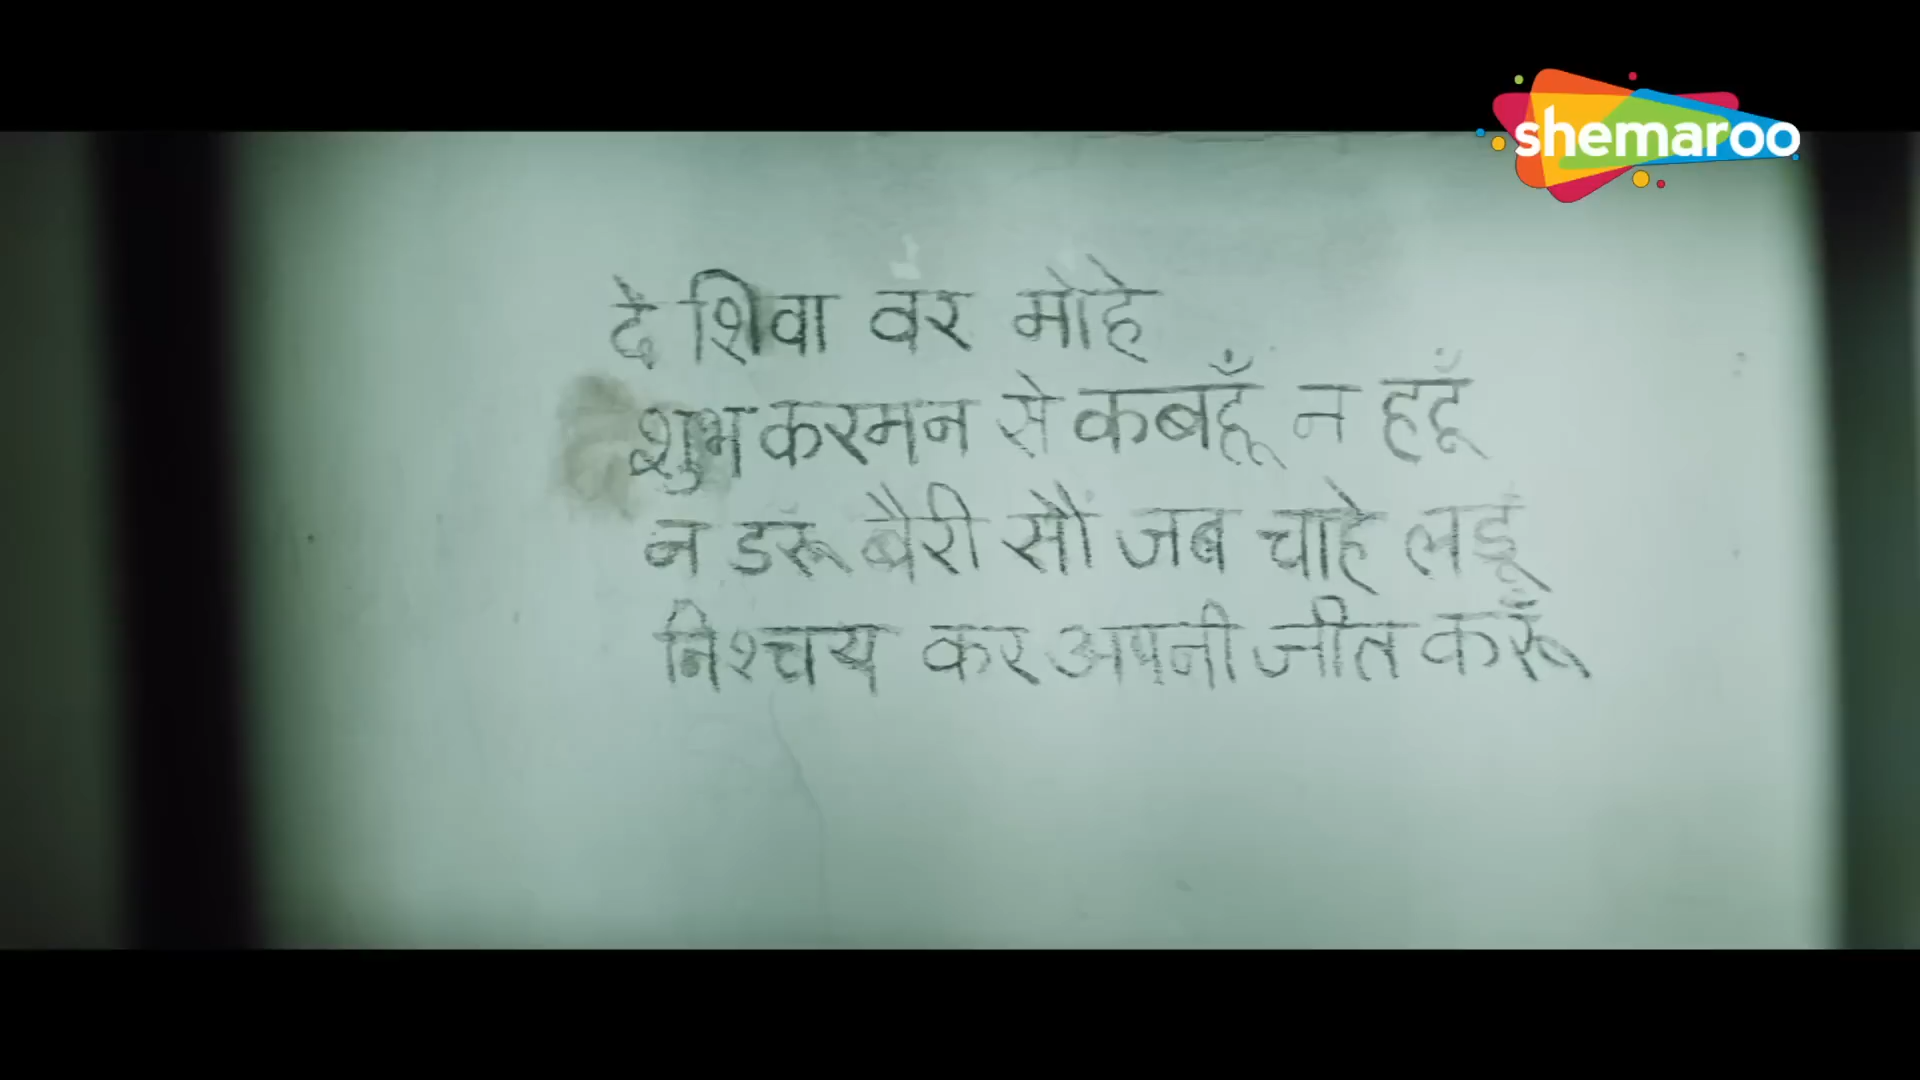 shemaroo
दे शिवा वर मोहे
शुभ करमन से कबहूँ न हटूँ
न डरू बैरी सौं जब चाहे लडूँ
निश्चय कर अपनी जीत करूँ